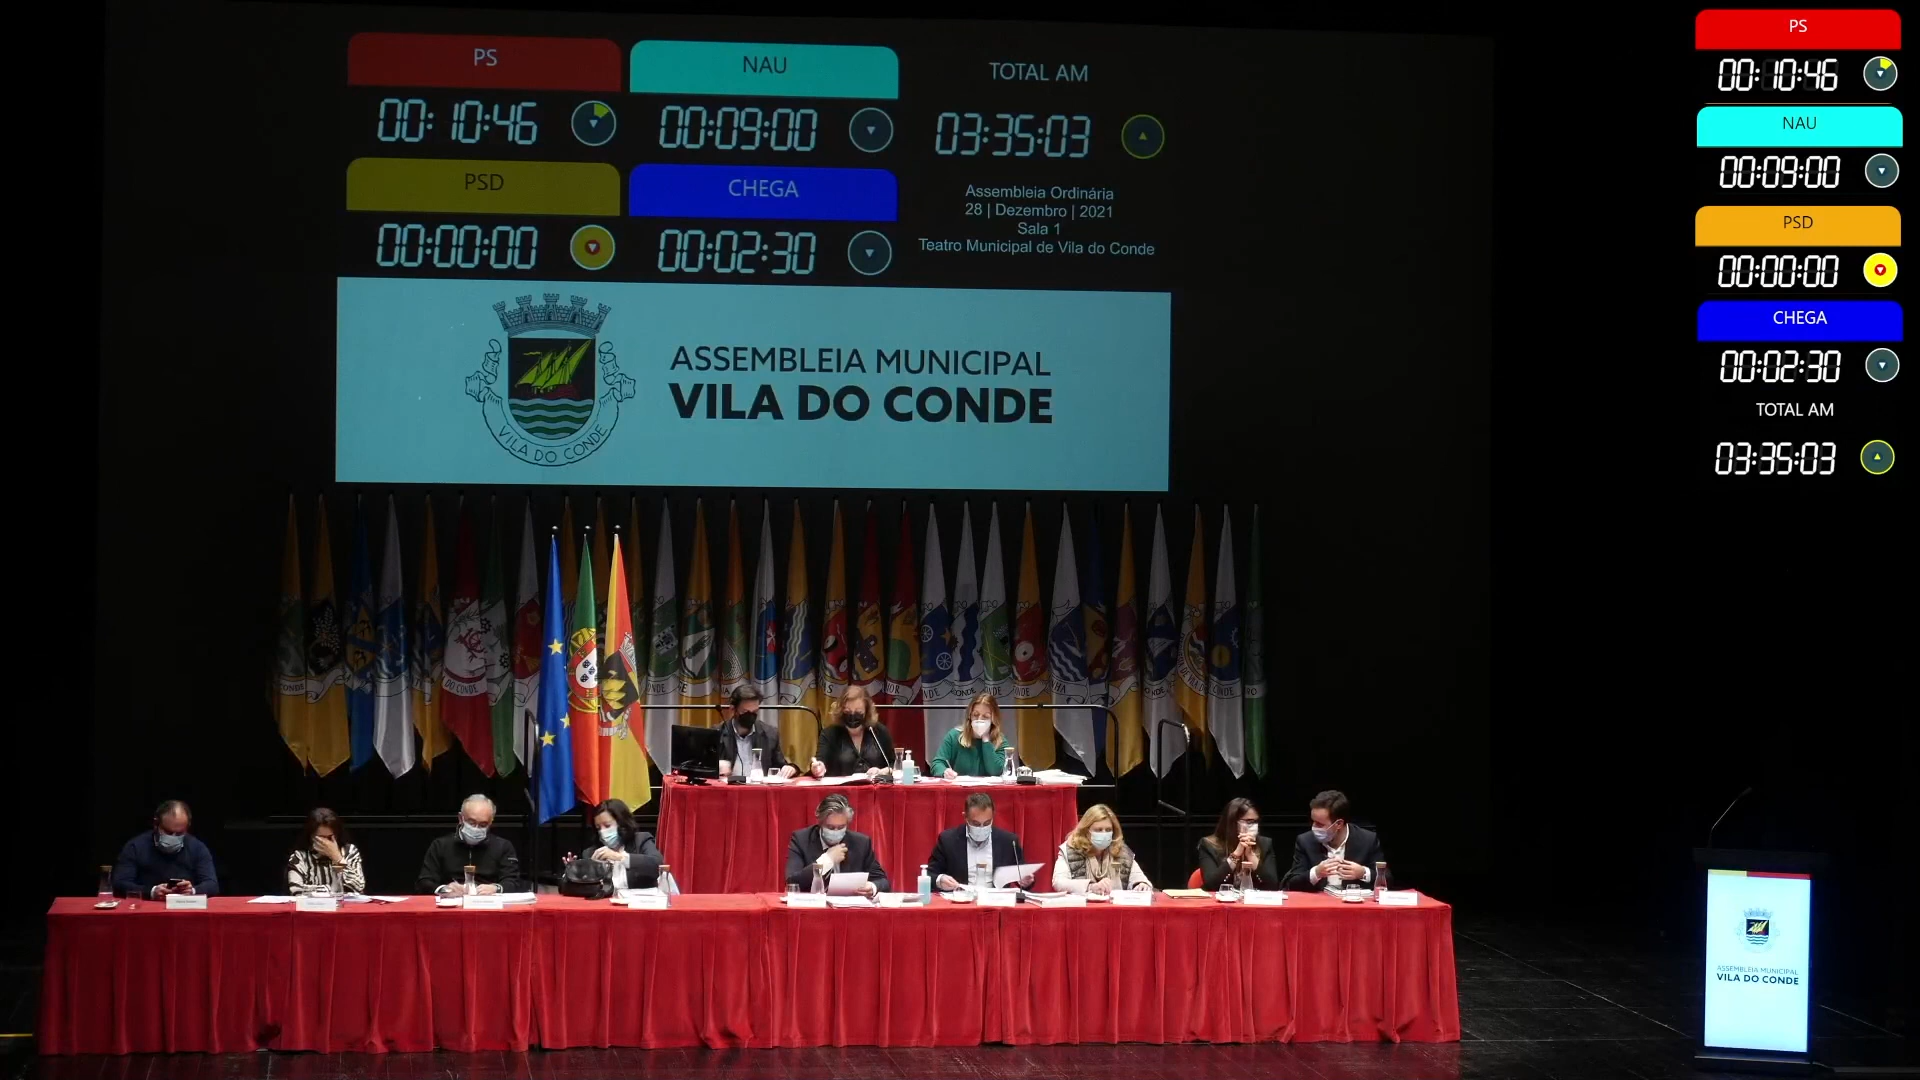 PS
00:10:46
NAU
00:09:00
TOTAL AM
03:35:03
PSD
00:00:00
CHEGA
00:02:30
Assembleia Ordinária
28 | Dezembro | 2021
Sala 1
Teatro Municipal de Vila do Conde
VILA DO CONDE
ASSEMBLEIA MUNICIPAL
VILA DO CONDE
PS
00:10:46
NAU
00:09:00
PSD
00:00:00
CHEGA
00:02:30
TOTAL AM
03:35:03
ASSEMBLEIA MUNICIPAL
VILA DO CONDE